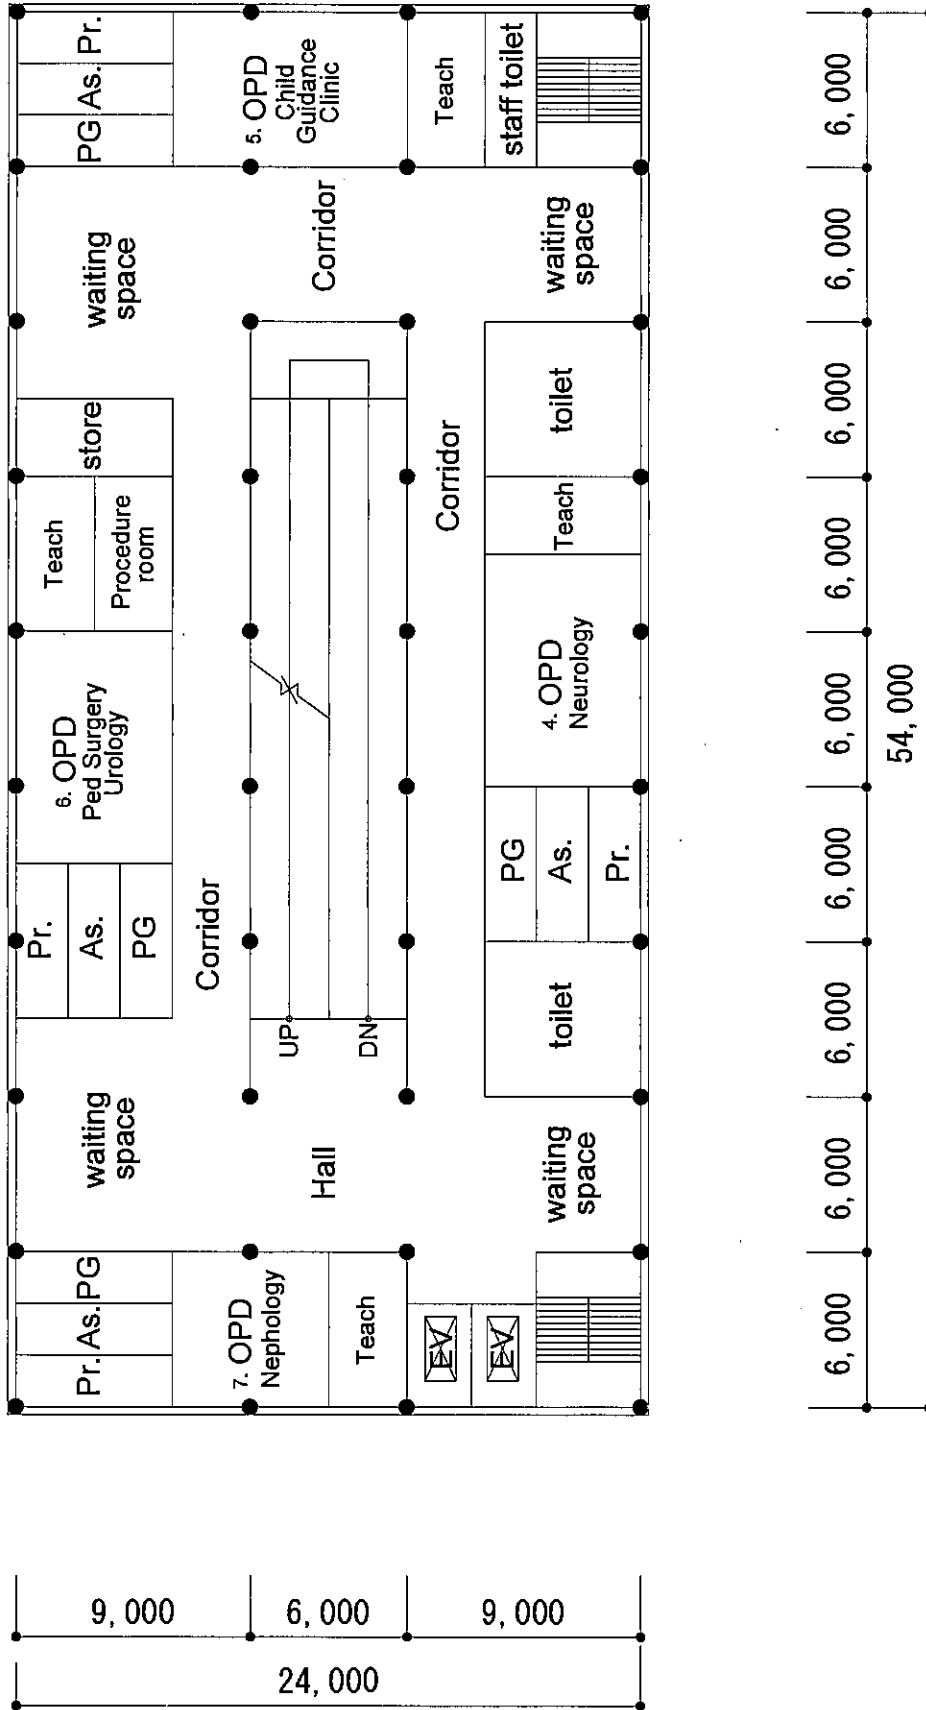 Pr.
As.
PG
5. OPD
Child
Guidance
Clinic
Teach
staff toilet
waiting
space
Corridor
waiting
space
store
Teach
Procedure
room
6. OPD
Ped Surgery
Urology
Pr.
As.
PG
Corridor
UP
DN
Corridor
toilet
Teach
4. OPD
Neurology
PG
As.
Pr.
toilet
waiting
space
Hall
waiting
space
PG
As.
Pr.
7. OPD
Nephology
Teach
EV
EV
6,000
6,000
6,000
6,000
6,000
6,000
6,000
6,000
6,000
54,000
9,000
6,000
9,000
24,000